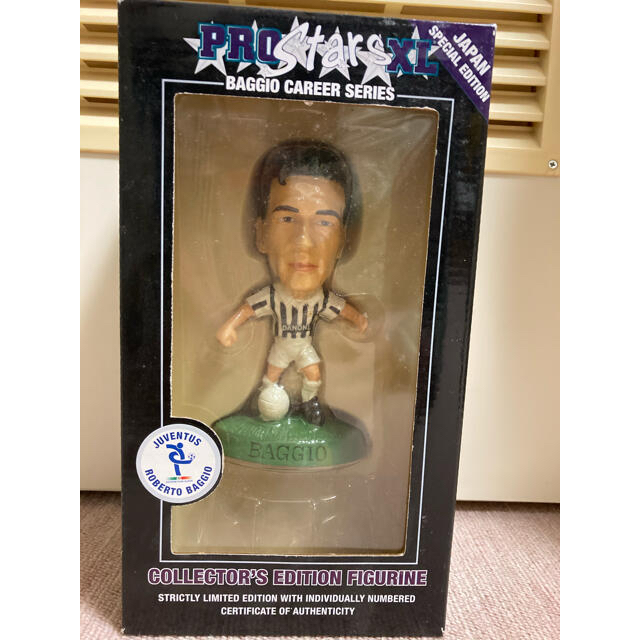 PRO Stars XL
BAGGIO CAREER SERIES
JAPAN
SPECIAL EDITION
DANONE
BAGGIO
JUVENTUS
ROBERTO BAGGIO
COLLECTOR'S EDITION FIGURINE
STRICTLY LIMITED EDITION WITH INDIVIDUALLY NUMBERED
CERTIFICATE OF AUTHENTICITY